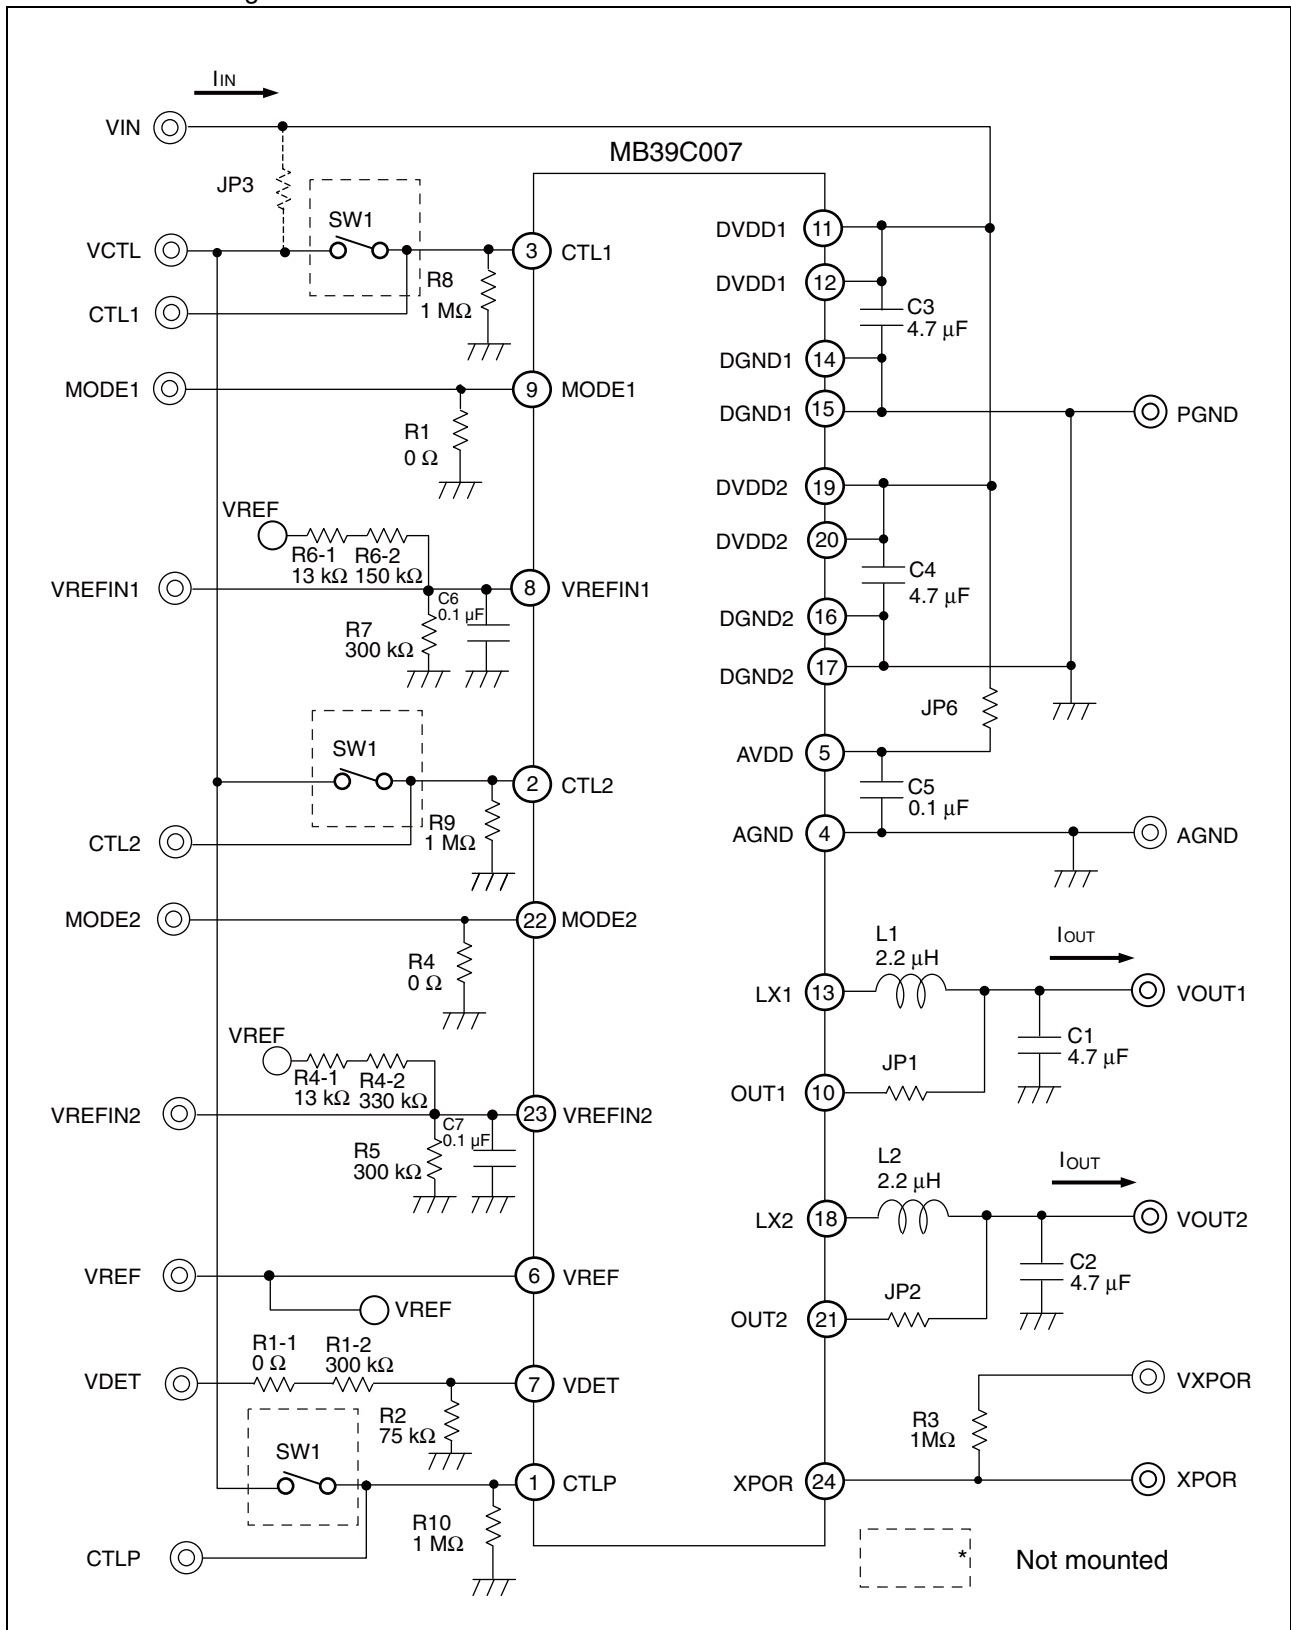 IIN
VIN
MB39C007
JP3
SW1
VCTL
3 CTL1
R8
1 MΩ
CTL1
MODE1
9 MODE1
R1
0 Ω
VREF
R6-1 R6-2
13 kΩ 150 kΩ
VREFIN1
8 VREFIN1
C6
0.1 µF
R7
300 kΩ
SW1
2 CTL2
R9
1 MΩ
CTL2
MODE2
22 MODE2
R4
0 Ω
VREF
R4-1 R4-2
13 kΩ 330 kΩ
VREFIN2
23 VREFIN2
C7
0.1 µF
R5
300 kΩ
VREF
6 VREF
VREF
R1-1 R1-2
0 Ω 300 kΩ
VDET
7 VDET
R2
75 kΩ
SW1
1 CTLP
R10
1 MΩ
CTLP
DVDD1 11
DVDD1 12
C3
4.7 µF
DGND1 14
DGND1 15
PGND
DVDD2 19
DVDD2 20
C4
4.7 µF
DGND2 16
DGND2 17
JP6
AVDD 5
C5
0.1 µF
AGND 4
AGND
L1
2.2 µH
IOUT
LX1 13
VOUT1
C1
4.7 µF
JP1
OUT1 10
L2
2.2 µH
IOUT
LX2 18
VOUT2
C2
4.7 µF
JP2
OUT2 21
VXPOR
R3
1MΩ
XPOR 24
XPOR
* Not mounted